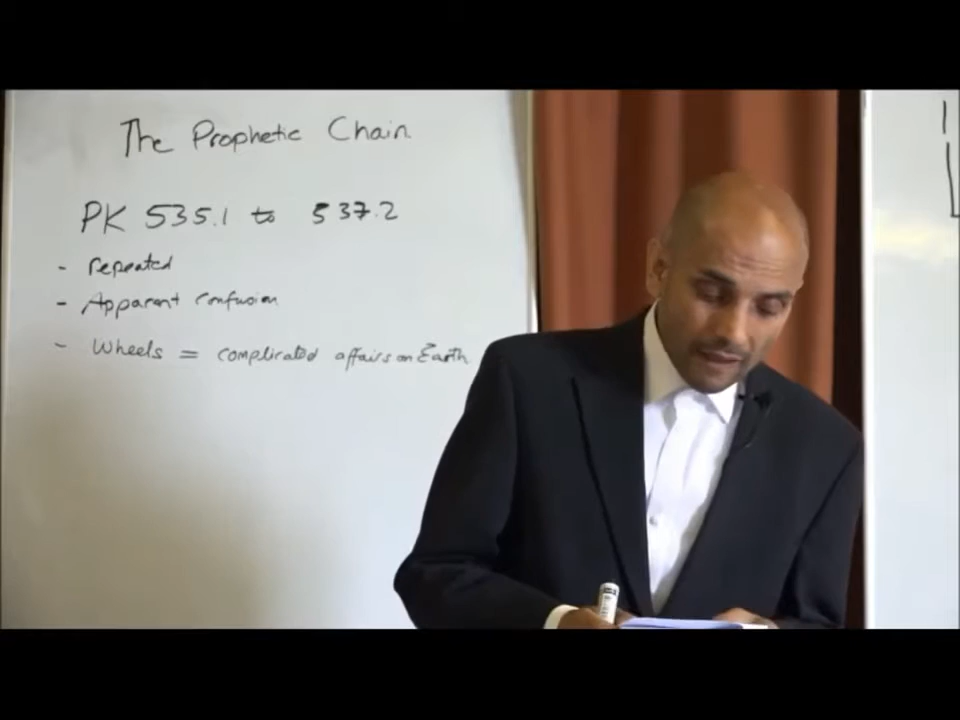 The Prophetic Chain
PK 535.1 to 537.2
- repeated
- Apparent confusion
- Wheels = complicated affairs on Earth